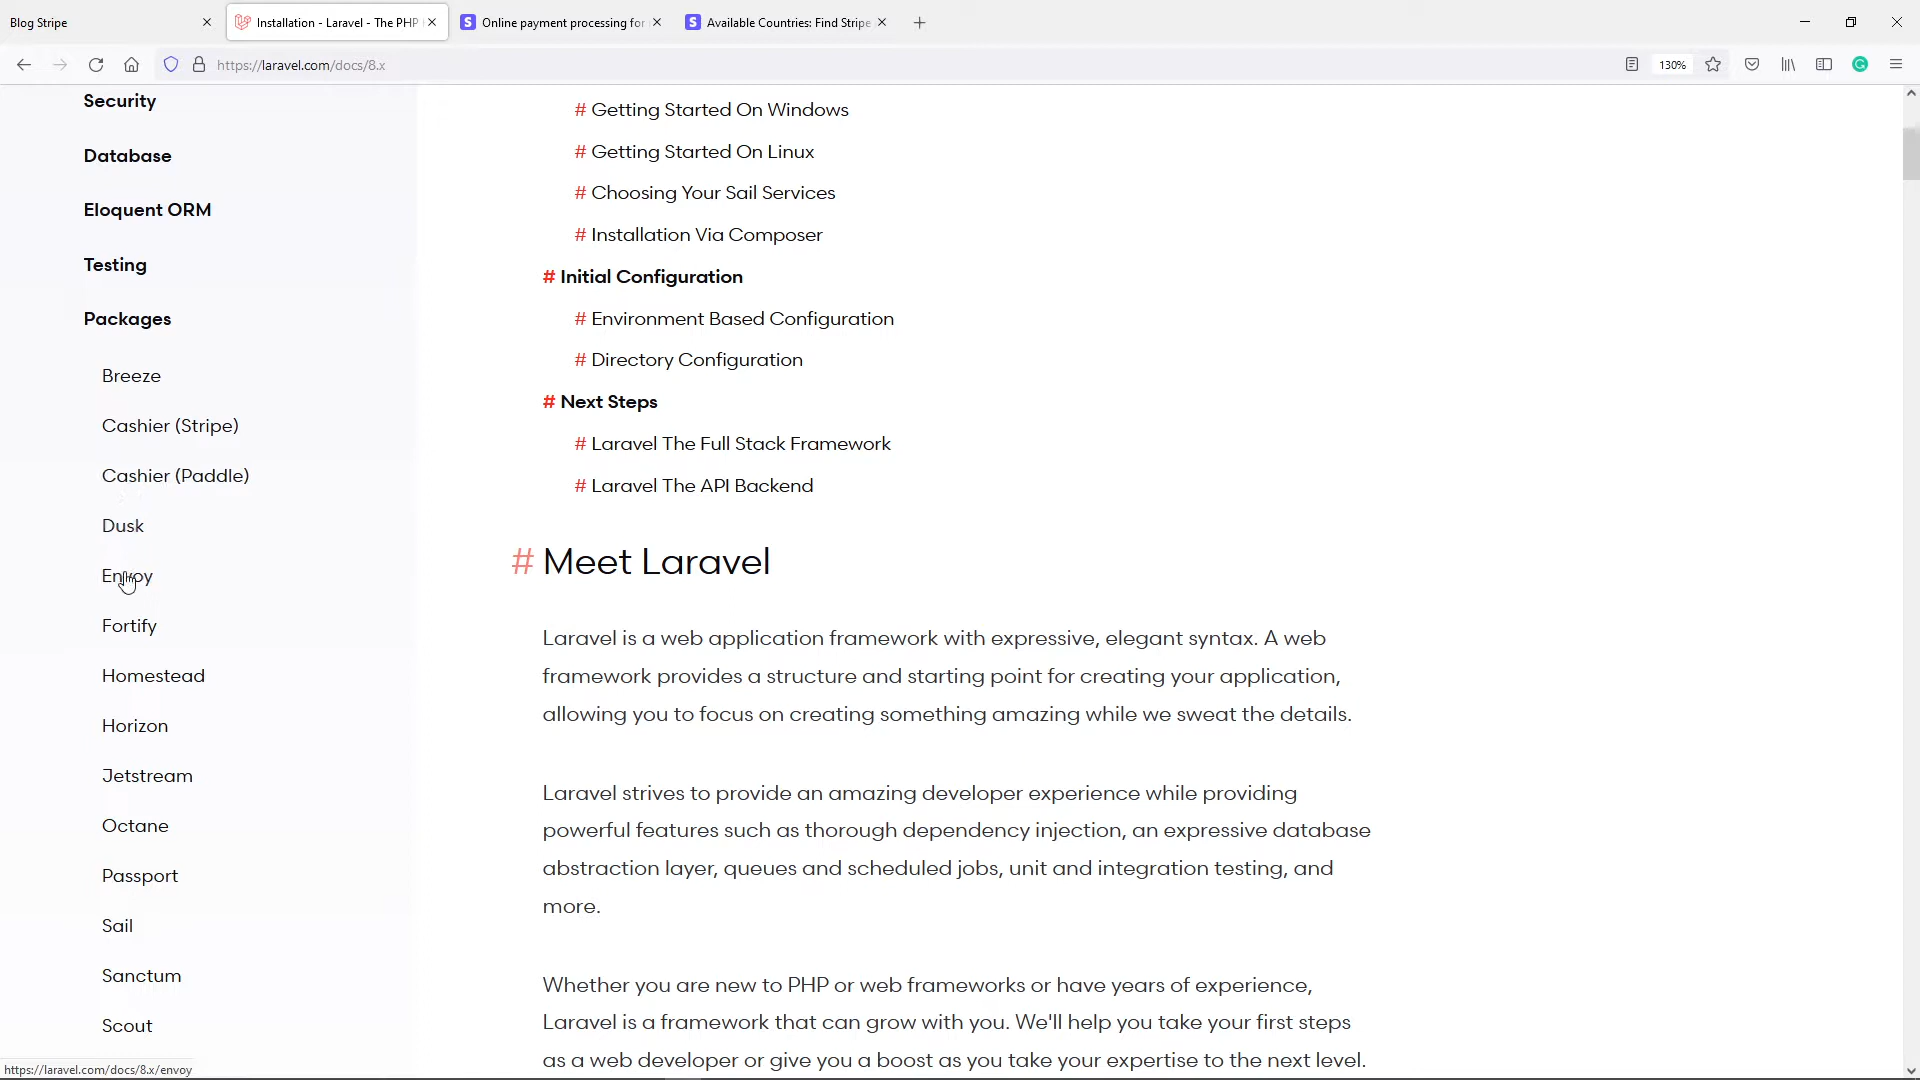 Blog Stripe
Installation - Laravel - The PHP
Online payment processing for
Available Countries: Find Stripe
https://laravel.com/docs/8.x
130%
Security
Database
Eloquent ORM
Testing
Packages
Breeze
Cashier (Stripe)
Cashier (Paddle)
Dusk
Envoy
Fortify
Homestead
Horizon
Jetstream
Octane
Passport
Sail
Sanctum
Scout
# Getting Started On Windows
# Getting Started On Linux
# Choosing Your Sail Services
# Installation Via Composer
# Initial Configuration
# Environment Based Configuration
# Directory Configuration
# Next Steps
# Laravel The Full Stack Framework
# Laravel The API Backend
# Meet Laravel
Laravel is a web application framework with expressive, elegant syntax. A web
framework provides a structure and starting point for creating your application,
allowing you to focus on creating something amazing while we sweat the details.
Laravel strives to provide an amazing developer experience while providing
powerful features such as thorough dependency injection, an expressive database
abstraction layer, queues and scheduled jobs, unit and integration testing, and
more.
Whether you are new to PHP or web frameworks or have years of experience,
Laravel is a framework that can grow with you. We'll help you take your first steps
as a web developer or give you a boost as you take your expertise to the next level.
https://laravel.com/docs/8.x/envoy